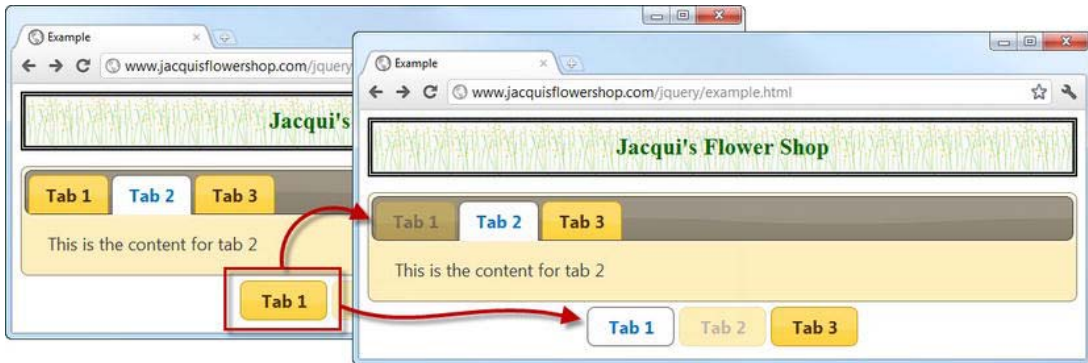 Example
www.jacquisflowershop.com/jquery
Jacqui's
Tab 1 Tab 2 Tab 3
This is the content for tab 2
Tab 1
Example
www.jacquisflowershop.com/jquery/example.html
Jacqui's Flower Shop
Tab 1 Tab 2 Tab 3
This is the content for tab 2
Tab 1 Tab 2 Tab 3